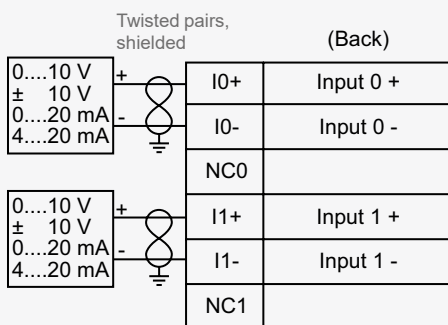 Twisted pairs,
shielded
(Back)
0....10 V
± 10 V
0....20 mA
4....20 mA
+
-
I0+ Input 0 +
I0- Input 0 -
NC0
0....10 V
± 10 V
0....20 mA
4....20 mA
+
-
I1+ Input 1 +
I1- Input 1 -
NC1